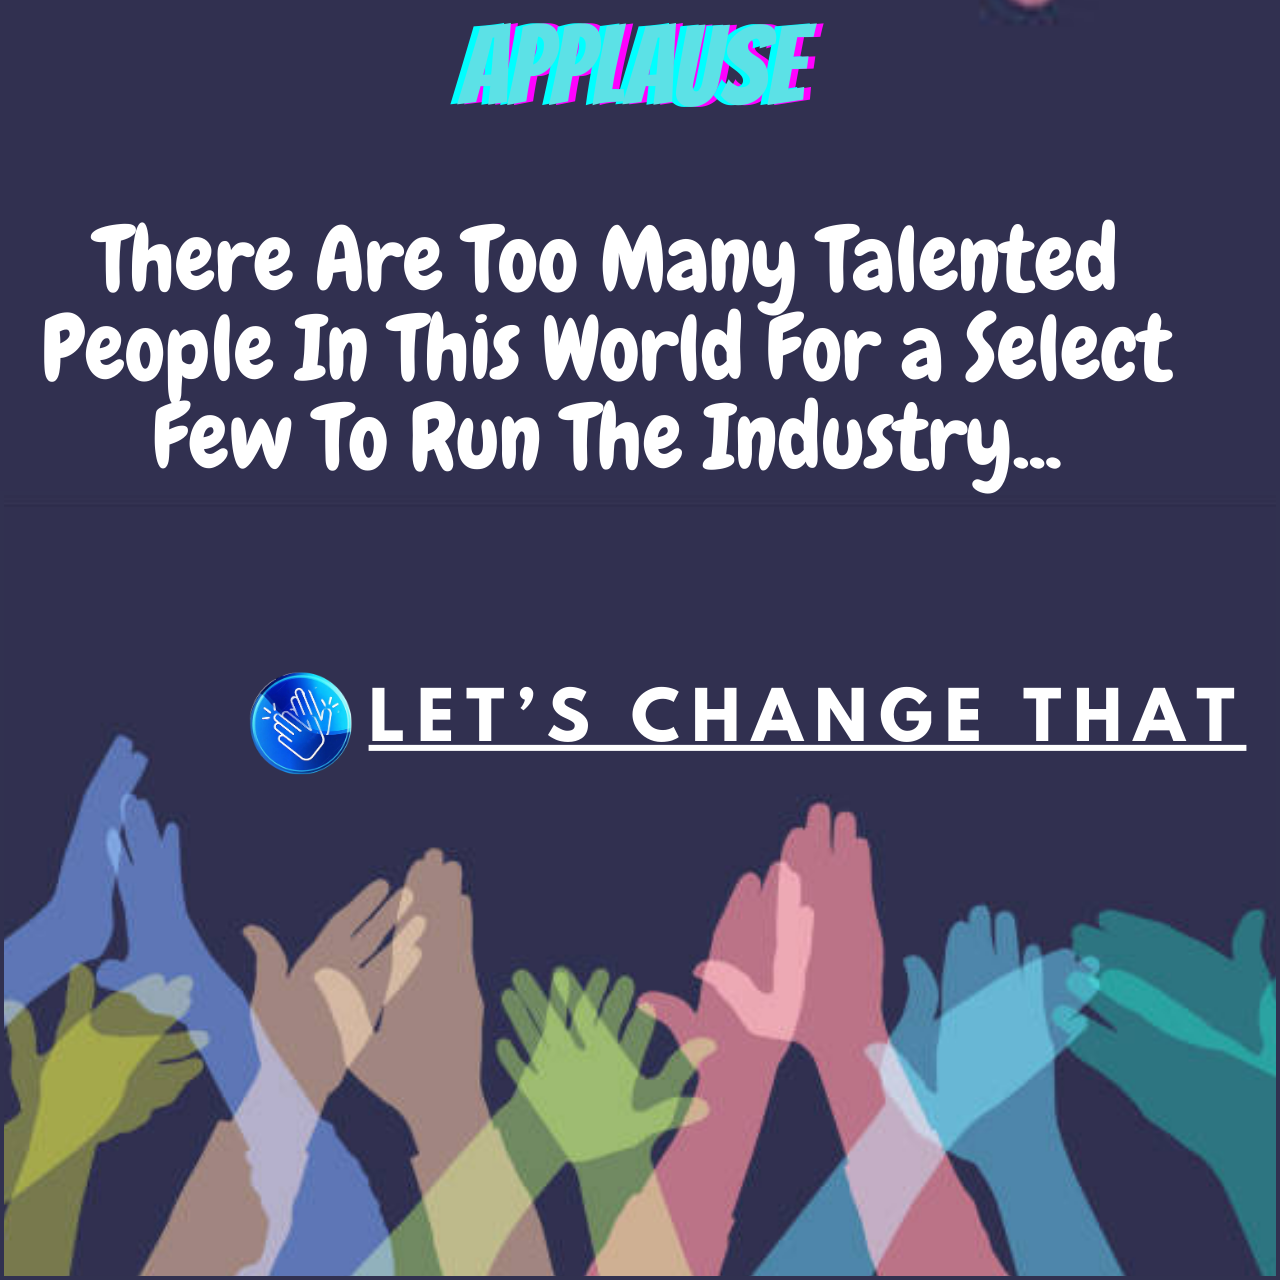 APPLAUSE
There Are Too Many Talented
People In This World For a Select
Few To Run The Industry...
LET’S CHANGE THAT